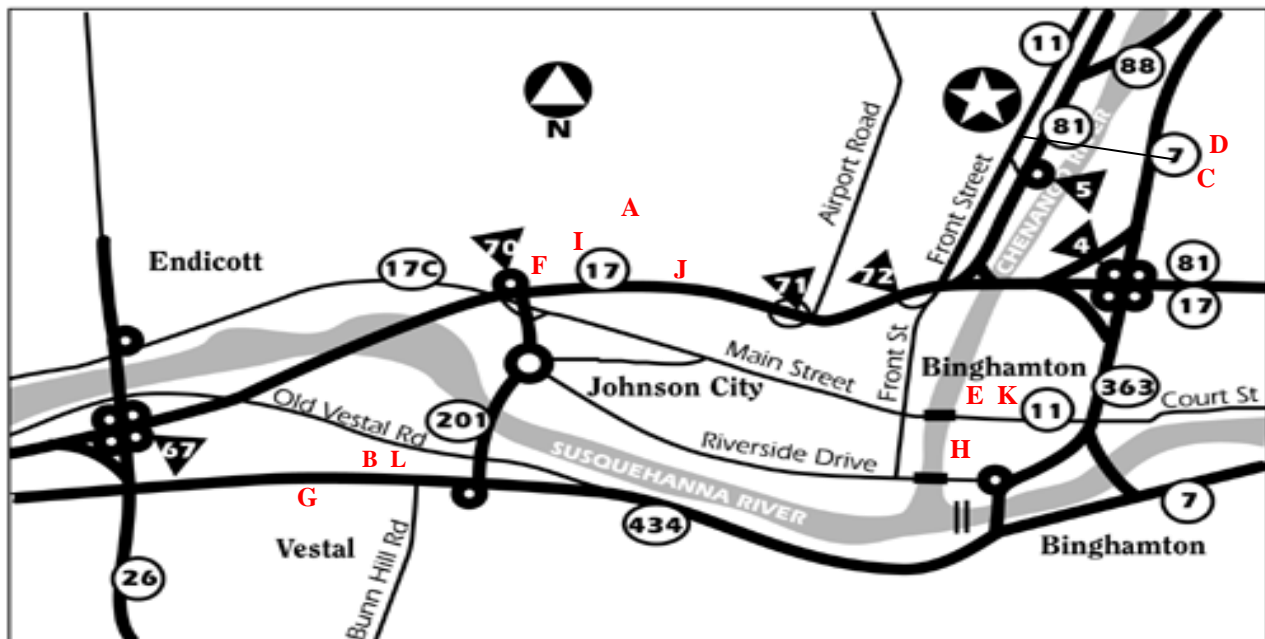 11
88
81
7
D
C
N
Airport Road
Front Street
CHENANGO RIVER
5
4
A
I
F
J
70
17C
17
71
72
81
17
Endicott
Main Street
Front St
Binghamton
E K
11
363
Court St
Johnson City
Old Vestal Rd
201
67
B L
Riverside Drive
H
G
SUSQUEHANNA RIVER
434
7
Vestal
Bunn Hill Rd
Binghamton
26